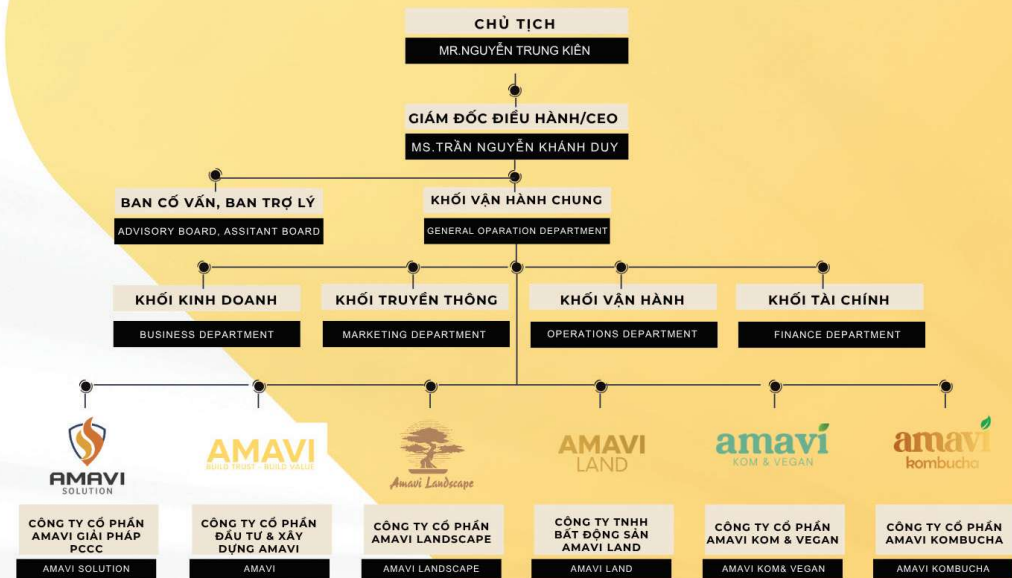 CHỦ TỊCH
MR.NGUYỄN TRUNG KIÊN
GIÁM ĐỐC ĐIỀU HÀNH/CEO
MS.TRẦN NGUYỄN KHÁNH DUY
BAN CỐ VẤN, BAN TRỢ LÝ
ADVISORY BOARD, ASSITANT BOARD
KHỐI VẬN HÀNH CHUNG
GENERAL OPARATION DEPARTMENT
KHỐI KINH DOANH
BUSINESS DEPARTMENT
KHỐI TRUYỀN THÔNG
MARKETING DEPARTMENT
KHỐI VẬN HÀNH
OPERATIONS DEPARTMENT
KHỐI TÀI CHÍNH
FINANCE DEPARTMENT
AMAVI
SOLUTION
CÔNG TY CỔ PHẦN
AMAVI GIẢI PHÁP
PCCC
AMAVI SOLUTION
AMAVI
BUILD TRUST - BUILD VALUE
CÔNG TY CỔ PHẦN
ĐẦU TƯ & XÂY
DỰNG AMAVI
AMAVI
Amavi Landscape
CÔNG TY CỔ PHẦN
AMAVI LANDSCAPE
AMAVI LANDSCAPE
AMAVI
LAND
CÔNG TY TNHH
BẤT ĐỘNG SẢN
AMAVI LAND
AMAVI LAND
amavi
KOM & VEGAN
CÔNG TY CỔ PHẦN
AMAVI KOM & VEGAN
AMAVI KOM& VEGAN
amavi
kombucha
CÔNG TY CỔ PHẦN
AMAVI KOMBUCHA
AMAVI KOMBUCHA